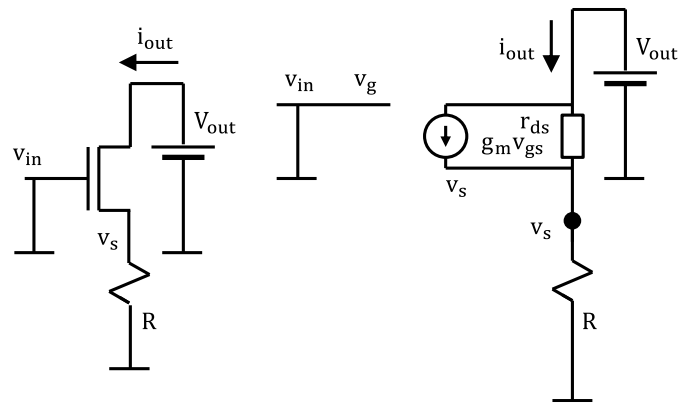 i_out
V_out
v_in
v_s
R
v_in v_g
i_out
V_out
r_ds
g_m v_gs
v_s
v_s
R